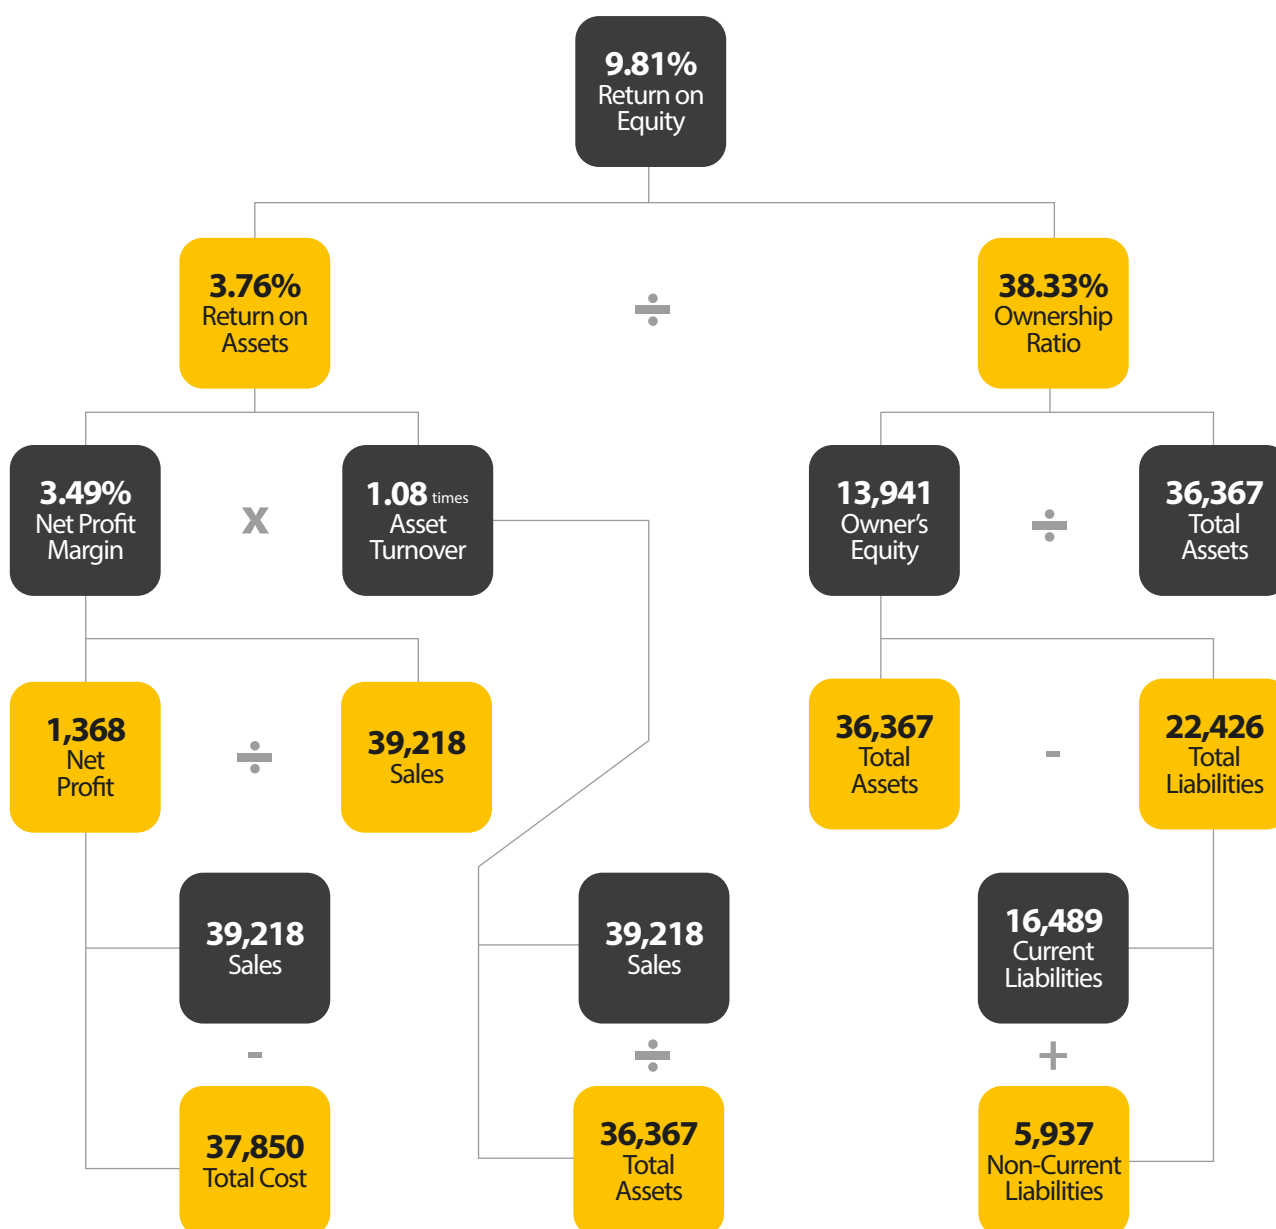 9.81%
Return on
Equity
3.76%
Return on
Assets
÷
38.33%
Ownership
Ratio
3.49%
Net Profit
Margin
x
1.08 times
Asset
Turnover
13,941
Owner's
Equity
÷
36,367
Total
Assets
1,368
Net
Profit
÷
39,218
Sales
36,367
Total
Assets
-
22,426
Total
Liabilities
39,218
Sales
39,218
Sales
16,489
Current
Liabilities
-
÷
+
37,850
Total Cost
36,367
Total
Assets
5,937
Non-Current
Liabilities